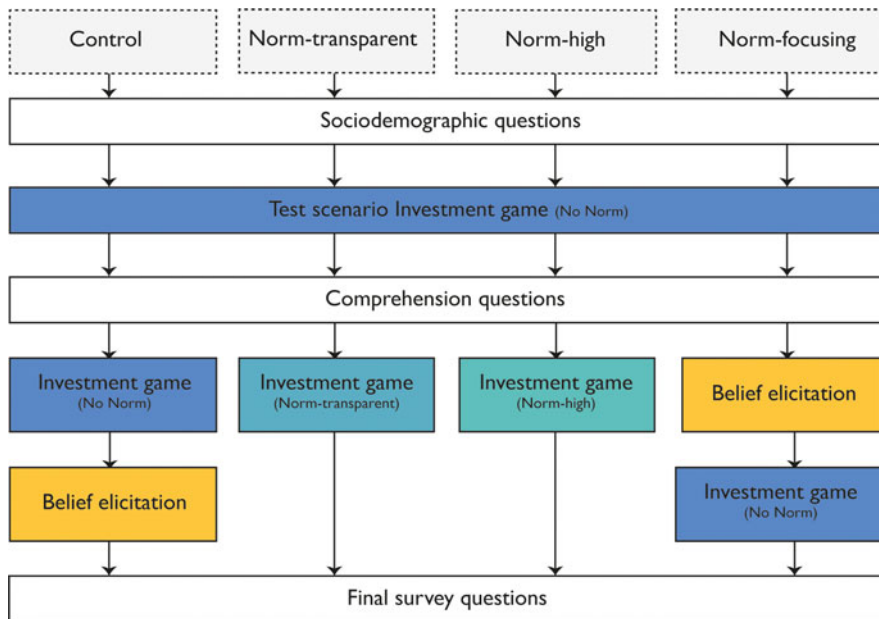 Control
Norm-transparent
Norm-high
Norm-focusing
Sociodemographic questions
Test scenario Investment game (No Norm)
Comprehension questions
Investment game
(No Norm)
Investment game
(Norm-transparent)
Investment game
(Norm-high)
Belief elicitation
Belief elicitation
Investment game
(No Norm)
Final survey questions